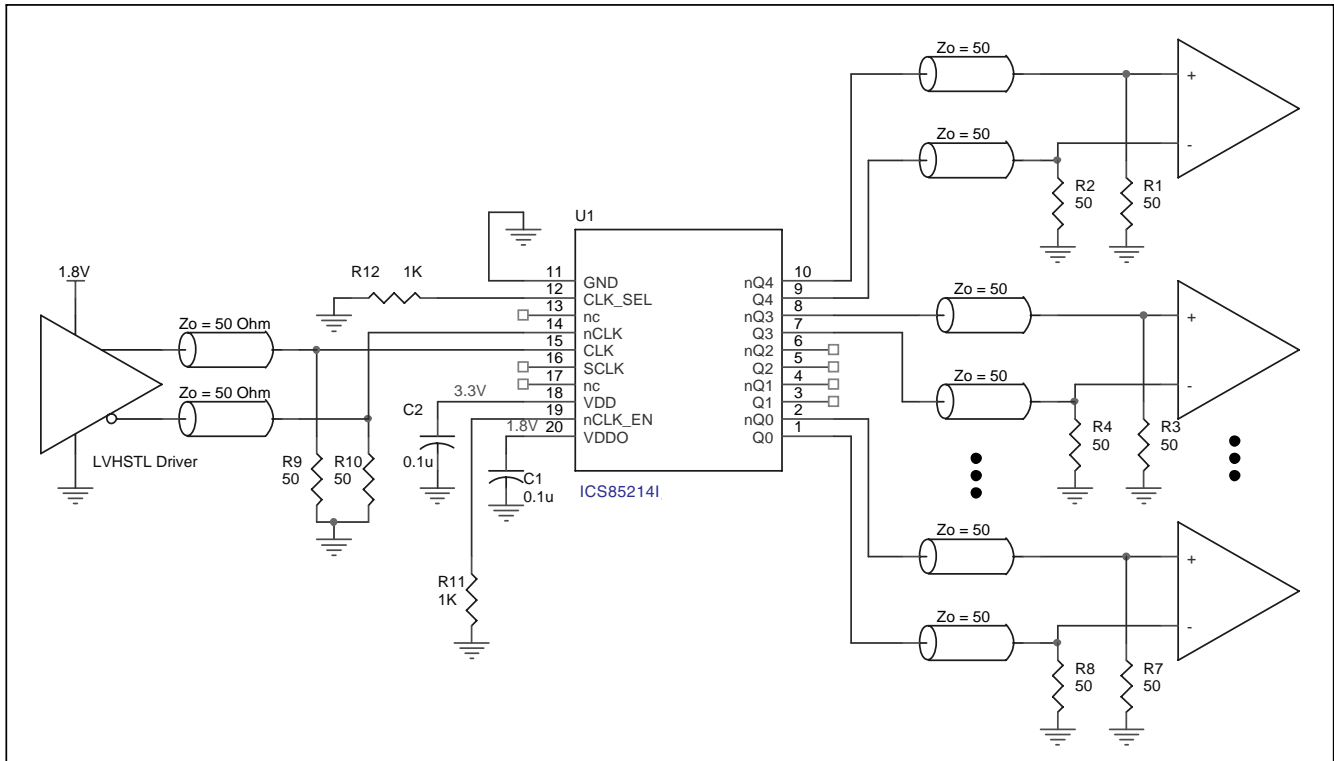 Zo = 50
+
Zo = 50
-
R2
50
R1
50
1.8V
Zo = 50 Ohm
Zo = 50 Ohm
LVHSTL Driver
R9
50
R10
50
R12 1K
3.3V
C2
0.1u
1.8V
C1
0.1u
R11
1K
U1
11 GND
12 CLK_SEL
13 nc
14 nCLK
15 CLK
16 SCLK
17 nc
18 VDD
19 nCLK_EN
20 VDDO
nQ4 10
Q4 9
nQ3 8
Q3 7
nQ2 6
Q2 5
nQ1 4
Q1 3
nQ0 2
Q0 1
ICS85214I
Zo = 50
+
Zo = 50
-
R4
50
R3
50
Zo = 50
+
Zo = 50
-
R8
50
R7
50